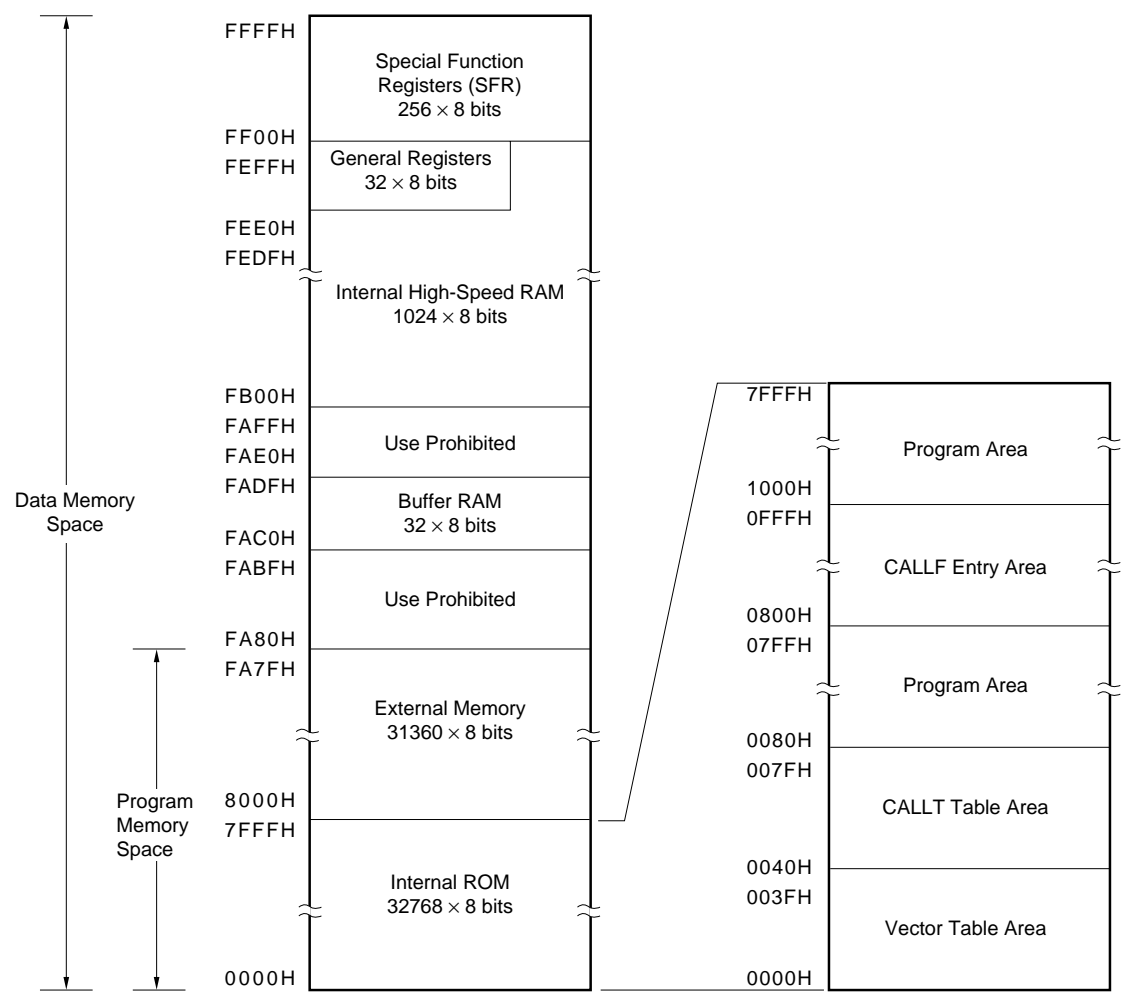 FFFFH
Special Function
Registers (SFR)
256 × 8 bits
FF00H
FEFFH
General Registers
32 × 8 bits
FEE0H
FEDFH
Internal High-Speed RAM
1024 × 8 bits
FB00H
FAFFH
Use Prohibited
FAE0H
FADFH
Buffer RAM
32 × 8 bits
FAC0H
FABFH
Use Prohibited
FA80H
FA7FH
External Memory
31360 × 8 bits
8000H
7FFFH
Internal ROM
32768 × 8 bits
0000H
Data Memory
Space
Program
Memory
Space
7FFFH
Program Area
1000H
0FFFH
CALLF Entry Area
0800H
07FFH
Program Area
0080H
007FH
CALLT Table Area
0040H
003FH
Vector Table Area
0000H